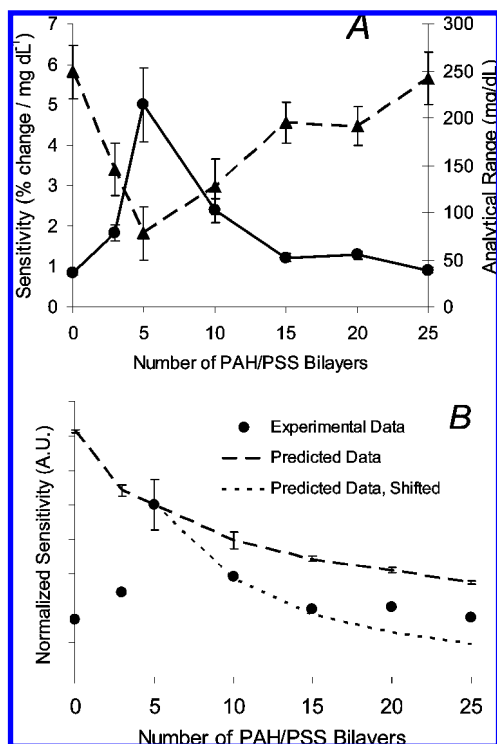 A
Sensitivity (% change / mg dL⁻¹)
7
6
5
4
3
2
1
0
300
250
200
150
100
50
0
Analytical Range (mg/dL)
0 5 10 15 20 25
Number of PAH/PSS Bilayers
B
Experimental Data
Predicted Data
Predicted Data, Shifted
Normalized Sensitivity (A.U.)
0 5 10 15 20 25
Number of PAH/PSS Bilayers